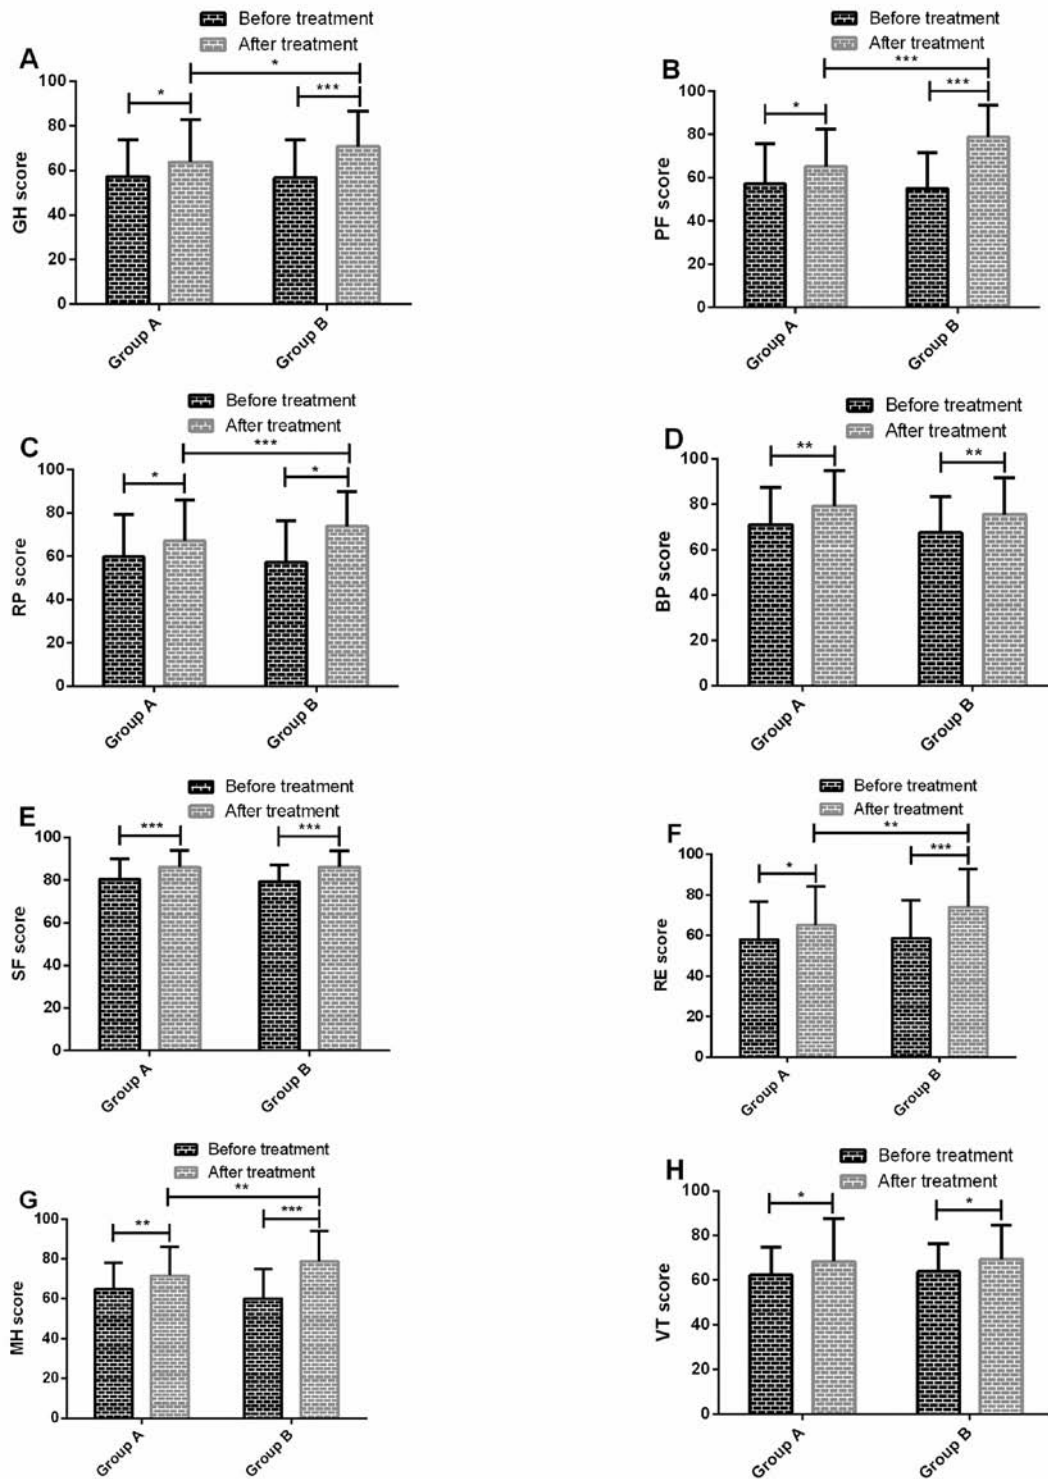 Before treatment
After treatment
A
*
*
***
GH score
100
80
60
40
20
0
Group A
Group B
Before treatment
After treatment
B
***
*
***
PF score
100
80
60
40
20
0
Group A
Group B
Before treatment
After treatment
C
***
*
*
RP score
100
80
60
40
20
0
Group A
Group B
Before treatment
After treatment
D
**
**
BP score
100
80
60
40
20
0
Group A
Group B
Before treatment
After treatment
E
***
***
SF score
100
80
60
40
20
0
Group A
Group B
Before treatment
After treatment
F
**
*
***
RE score
100
80
60
40
20
0
Group A
Group B
Before treatment
After treatment
G
**
**
***
MH score
100
80
60
40
20
0
Group A
Group B
Before treatment
After treatment
H
*
*
VT score
100
80
60
40
20
0
Group A
Group B